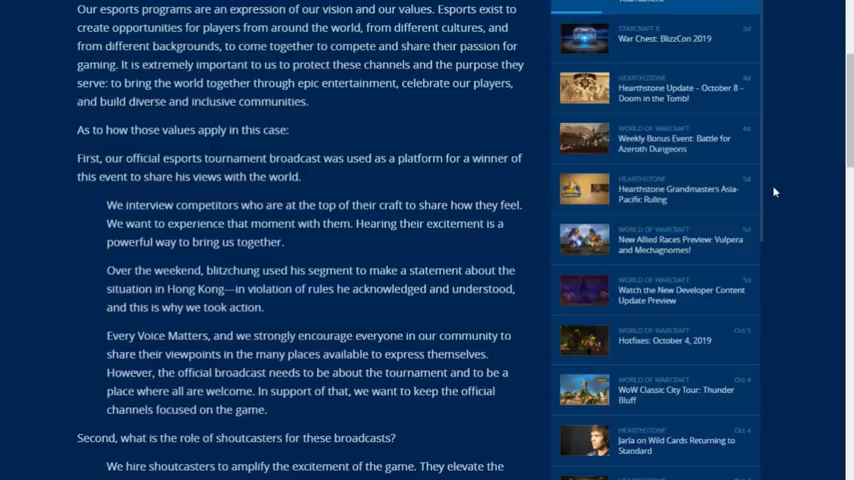 Our esports programs are an expression of our vision and our values. Esports exist to
create opportunities for players from around the world, from different cultures, and
from different backgrounds, to come together to compete and share their passion for
gaming. It is extremely important to us to protect these channels and the purpose they
serve: to bring the world together through epic entertainment, celebrate our players,
and build diverse and inclusive communities.
As to how those values apply in this case:
First, our official esports tournament broadcast was used as a platform for a winner of
this event to share his views with the world.
We interview competitors who are at the top of their craft to share how they feel.
We want to experience that moment with them. Hearing their excitement is a
powerful way to bring us together.
Over the weekend, blitzchung used his segment to make a statement about the
situation in Hong Kong—in violation of rules he acknowledged and understood,
and this is why we took action.
Every Voice Matters, and we strongly encourage everyone in our community to
share their viewpoints in the many places available to express themselves.
However, the official broadcast needs to be about the tournament and to be a
place where all are welcome. In support of that, we want to keep the official
channels focused on the game.
Second, what is the role of shoutcasters for these broadcasts?
We hire shoutcasters to amplify the excitement of the game. They elevate the
STARCRAFT II 2d
War Chest: BlizzCon 2019
HEARTHSTONE 4d
Hearthstone Update – October 8 –
Doom in the Tomb!
WORLD OF WARCRAFT 4d
Weekly Bonus Event: Battle for
Azeroth Dungeons
HEARTHSTONE 5d
Hearthstone Grandmasters Asia-
Pacific Ruling
WORLD OF WARCRAFT 5d
New Allied Races Preview: Vulpera
and Mechagnomes!
WORLD OF WARCRAFT 5d
Watch the New Developer Content
Update Preview
WORLD OF WARCRAFT Oct 5
Hotfixes: October 4, 2019
WORLD OF WARCRAFT Oct 4
WoW Classic City Tour: Thunder
Bluff
HEARTHSTONE Oct 4
Jarla on Wild Cards Returning to
Standard